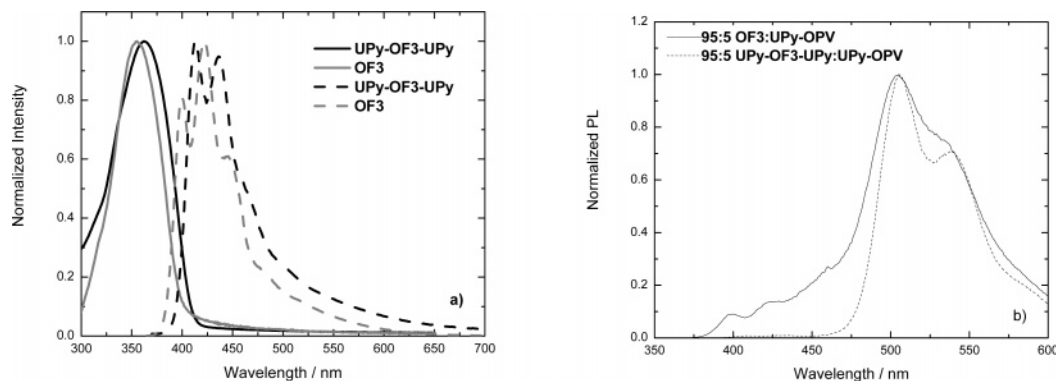 1.0
0.8
0.6
0.4
0.2
0.0
Normalized Intensity
UPy-OF3-UPy
OF3
UPy-OF3-UPy
OF3
a)
300 350 400 450 500 550 600 650 700
Wavelength / nm
1.2
1.0
0.8
0.6
0.4
0.2
0.0
Normalized PL
95:5 OF3:UPy-OPV
95:5 UPy-OF3-UPy:UPy-OPV
b)
350 400 450 500 550 600
Wavelength / nm